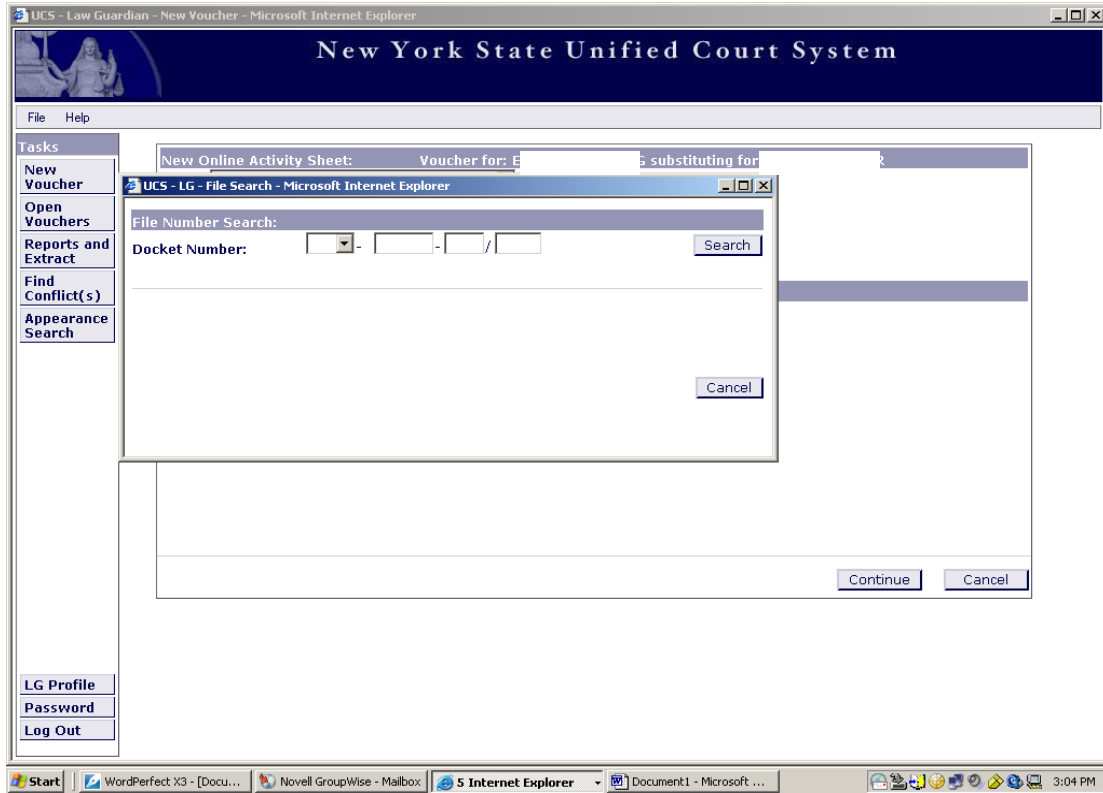 UCS - Law Guardian - New Voucher - Microsoft Internet Explorer
New York State Unified Court System
File Help
Tasks
New Voucher
Open Vouchers
Reports and Extract
Find Conflict(s)
Appearance Search
New Online Activity Sheet: Voucher for: E substituting for
UCS - LG - File Search - Microsoft Internet Explorer
File Number Search:
Docket Number: - - / Search
Cancel
Continue Cancel
LG Profile
Password
Log Out
Start WordPerfect X3 - [Docu... Novell GroupWise - Mailbox 5 Internet Explorer Document1 - Microsoft ... 3:04 PM